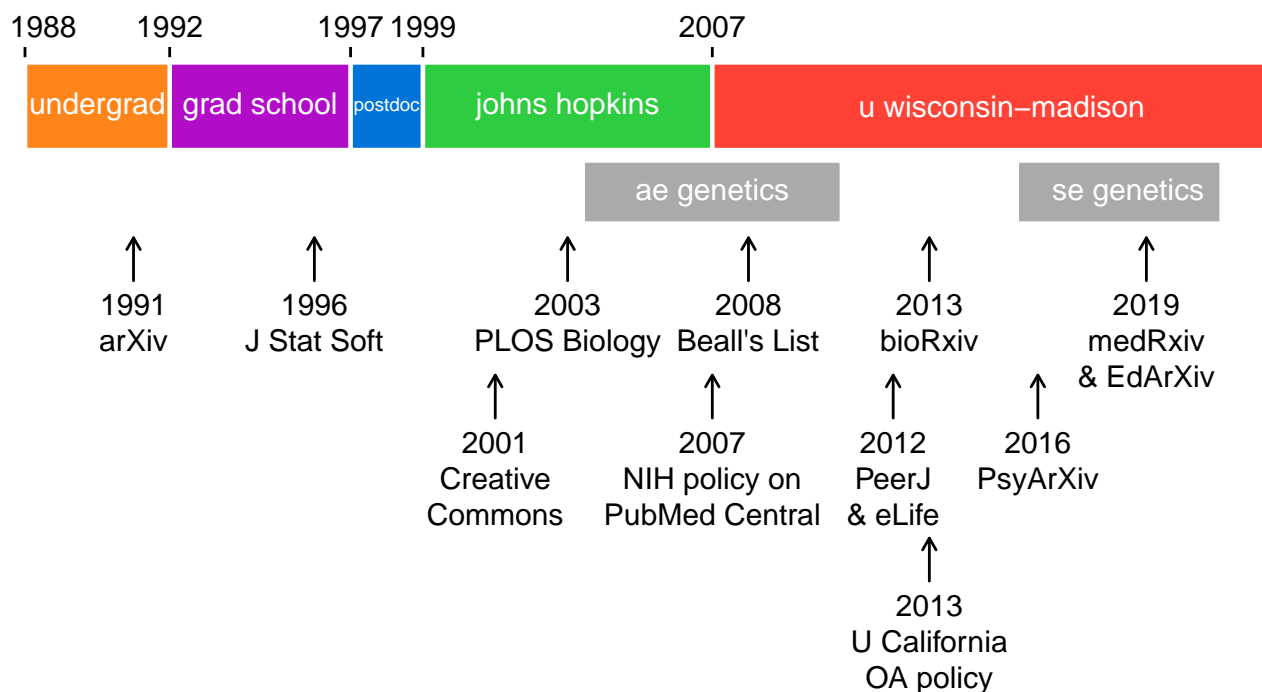 1988 1992 1997 1999 2007
undergrad grad school postdoc johns hopkins u wisconsin–madison
ae genetics se genetics
1991 1996 2003 2008 2013 2019
arXiv J Stat Soft PLOS Biology Beall's List bioRxiv medRxiv
& EdArXiv
2001 2007 2012 2016
Creative NIH policy on PeerJ PsyArXiv
Commons PubMed Central & eLife
2013
U California
OA policy